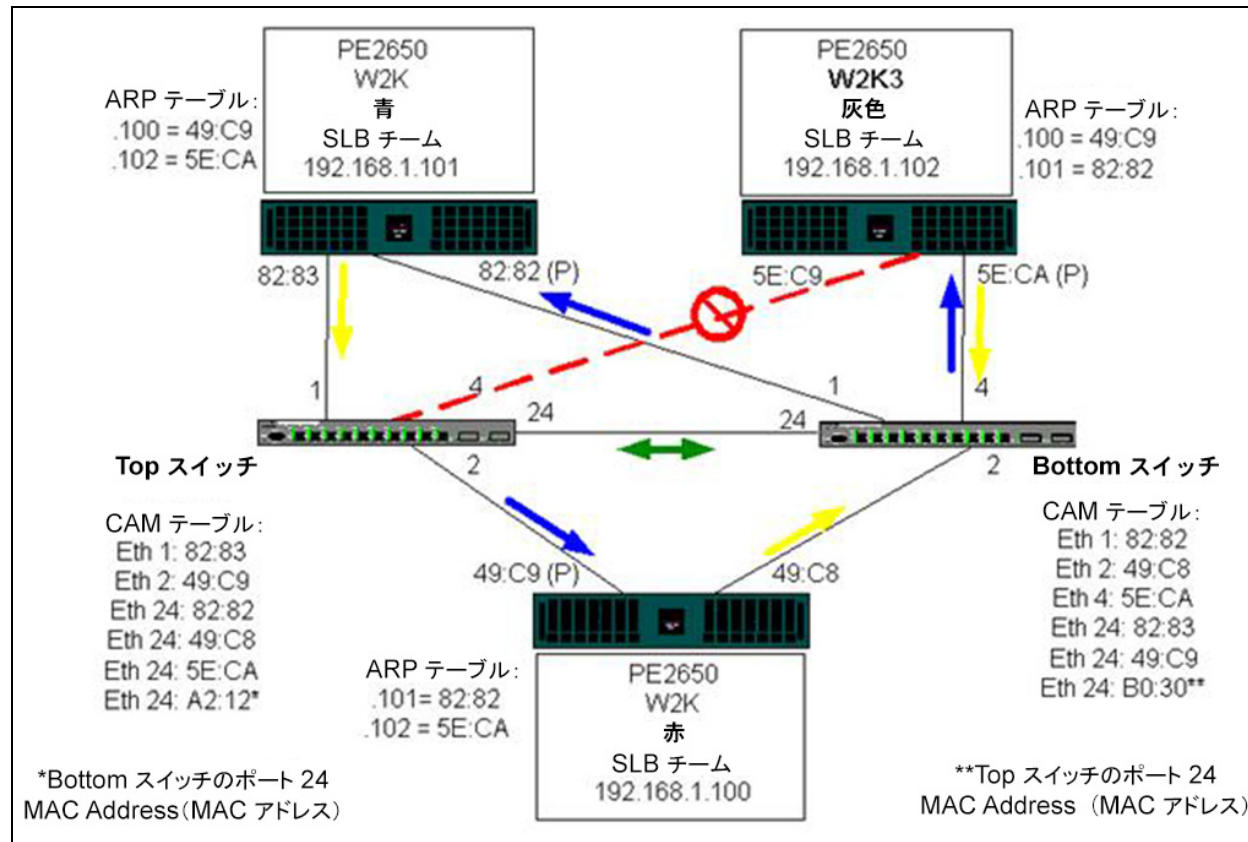 PE2650
W2K
青
SLB チーム
192.168.1.101
ARP テーブル:
.100 = 49:C9
.102 = 5E:CA
PE2650
W2K3
灰色
SLB チーム
192.168.1.102
ARP テーブル:
.100 = 49:C9
.101 = 82:82
82:83
82:82 (P)
5E:C9
5E:CA (P)
1
4
24
2
24
1
4
2
Top スイッチ
CAM テーブル:
Eth 1: 82:83
Eth 2: 49:C9
Eth 24: 82:82
Eth 24: 49:C8
Eth 24: 5E:CA
Eth 24: A2:12*
Bottom スイッチ
CAM テーブル:
Eth 1: 82:82
Eth 2: 49:C8
Eth 4: 5E:CA
Eth 24: 82:83
Eth 24: 49:C9
Eth 24: B0:30**
49:C9 (P)
49:C8
ARP テーブル:
.101= 82:82
.102 = 5E:CA
PE2650
W2K
赤
SLB チーム
192.168.1.100
*Bottom スイッチのポート 24
MAC Address(MAC アドレス)
**Top スイッチのポート 24
MAC Address (MAC アドレス)